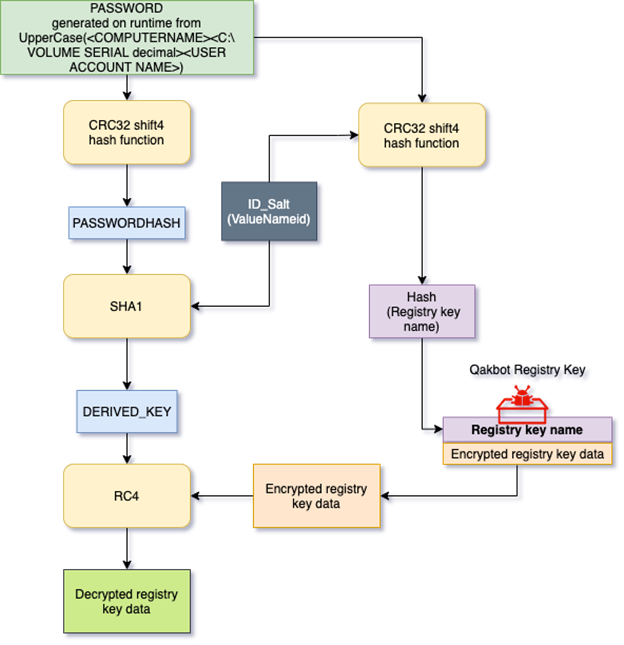 PASSWORD
generated on runtime from
UpperCase(<COMPUTERNAME><C:\
VOLUME SERIAL decimal><USER
ACCOUNT NAME>)
CRC32 shift4
hash function
CRC32 shift4
hash function
ID_Salt
(ValueNameid)
PASSWORDHASH
SHA1
Hash
(Registry key
name)
Qakbot Registry Key
DERIVED_KEY
Registry key name
Encrypted registry key data
RC4
Encrypted registry
key data
Decrypted registry
key data